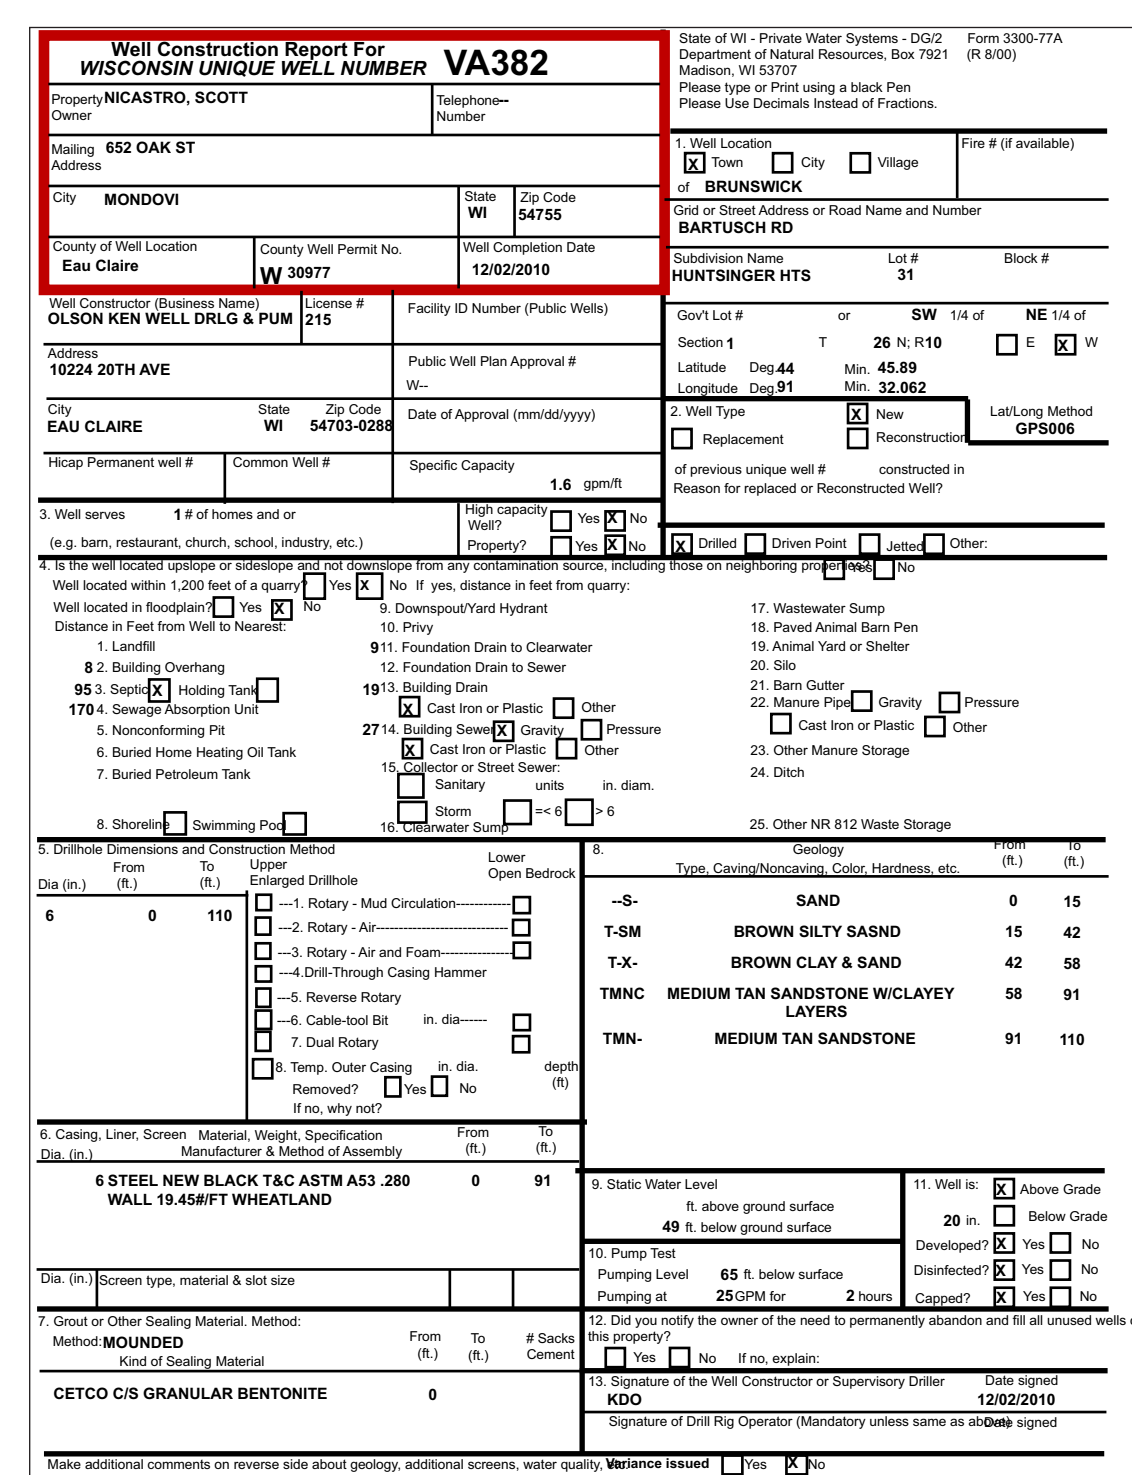 Well Construction Report For
WISCONSIN UNIQUE WELL NUMBER VA382
State of WI - Private Water Systems - DG/2 Form 3300-77A
Department of Natural Resources, Box 7921 (R 8/00)
Madison, WI 53707
Please type or Print using a black Pen
Please Use Decimals Instead of Fractions.
Property Owner NICASTRO, SCOTT
Telephone Number --
Mailing Address 652 OAK ST
City MONDOVI
State WI
Zip Code 54755
County of Well Location Eau Claire
County Well Permit No. W 30977
Well Completion Date 12/02/2010
1. Well Location
X Town City Village
of BRUNSWICK
Fire # (if available)
Grid or Street Address or Road Name and Number
BARTUSCH RD
Subdivision Name Lot # Block #
HUNTSINGER HTS 31
Well Constructor (Business Name) License #
OLSON KEN WELL DRLG & PUM 215
Facility ID Number (Public Wells)
Gov't Lot # or SW 1/4 of NE 1/4 of
Section 1 T 26 N; R10 E X W
Latitude Deg. 44 Min. 45.89
Longitude Deg. 91 Min. 32.062
Address
10224 20TH AVE
Public Well Plan Approval #
W--
City State Zip Code
EAU CLAIRE WI 54703-0288
Date of Approval (mm/dd/yyyy)
2. Well Type X New
Replacement Reconstruction
Lat/Long Method
GPS006
of previous unique well # constructed in
Reason for replaced or Reconstructed Well?
Hicap Permanent well # Common Well #
Specific Capacity
1.6 gpm/ft
3. Well serves 1 # of homes and or
(e.g. barn, restaurant, church, school, industry, etc.)
High capacity
Well? Yes X No
Property? Yes X No
X Drilled Driven Point Jetted Other:
4. Is the well located upslope or sideslope and not downslope from any contamination source, including those on neighboring properties? Yes No
Well located within 1,200 feet of a quarry? Yes X No If yes, distance in feet from quarry:
Well located in floodplain? Yes X No
Distance in Feet from Well to Nearest:
1. Landfill
8 2. Building Overhang
95 3. Septic X Holding Tank
170 4. Sewage Absorption Unit
5. Nonconforming Pit
6. Buried Home Heating Oil Tank
7. Buried Petroleum Tank
8. Shoreline Swimming Pool
9. Downspout/Yard Hydrant
10. Privy
9 11. Foundation Drain to Clearwater
12. Foundation Drain to Sewer
19 13. Building Drain
X Cast Iron or Plastic Other
27 14. Building Sewer X Gravity Pressure
X Cast Iron or Plastic Other
15. Collector or Street Sewer:
Sanitary units in. diam.
Storm =< 6 > 6
16. Clearwater Sump
17. Wastewater Sump
18. Paved Animal Barn Pen
19. Animal Yard or Shelter
20. Silo
21. Barn Gutter
22. Manure Pipe Gravity Pressure
Cast Iron or Plastic Other
23. Other Manure Storage
24. Ditch
25. Other NR 812 Waste Storage
5. Drillhole Dimensions and Construction Method
Dia (in.) From (ft.) To (ft.) Upper Enlarged Drillhole Lower Open Bedrock
6 0 110
---1. Rotary - Mud Circulation------------
---2. Rotary - Air-----------------------------
---3. Rotary - Air and Foam----------------
---4.Drill-Through Casing Hammer
---5. Reverse Rotary
---6. Cable-tool Bit in. dia------
7. Dual Rotary
8. Temp. Outer Casing in. dia. depth (ft)
Removed? Yes No
If no, why not?
8. Geology From To
Type, Caving/Noncaving, Color, Hardness, etc. (ft.) (ft.)
--S- SAND 0 15
T-SM BROWN SILTY SASND 15 42
T-X- BROWN CLAY & SAND 42 58
TMNC MEDIUM TAN SANDSTONE W/CLAYEY 58 91
LAYERS
TMN- MEDIUM TAN SANDSTONE 91 110
6. Casing, Liner, Screen Material, Weight, Specification From To
Dia. (in.) Manufacturer & Method of Assembly (ft.) (ft.)
6 STEEL NEW BLACK T&C ASTM A53 .280 0 91
WALL 19.45#/FT WHEATLAND
Dia. (in.) Screen type, material & slot size
9. Static Water Level
ft. above ground surface
49 ft. below ground surface
10. Pump Test
Pumping Level 65 ft. below surface
Pumping at 25 GPM for 2 hours
11. Well is: X Above Grade
20 in. Below Grade
Developed? X Yes No
Disinfected? X Yes No
Capped? X Yes No
7. Grout or Other Sealing Material. Method:
Method: MOUNDED From To # Sacks
Kind of Sealing Material (ft.) (ft.) Cement
CETCO C/S GRANULAR BENTONITE 0
12. Did you notify the owner of the need to permanently abandon and fill all unused wells
this property?
Yes No If no, explain:
13. Signature of the Well Constructor or Supervisory Driller Date signed
KDO 12/02/2010
Signature of Drill Rig Operator (Mandatory unless same as above) Date signed
Make additional comments on reverse side about geology, additional screens, water quality, etc. Variance issued Yes X No